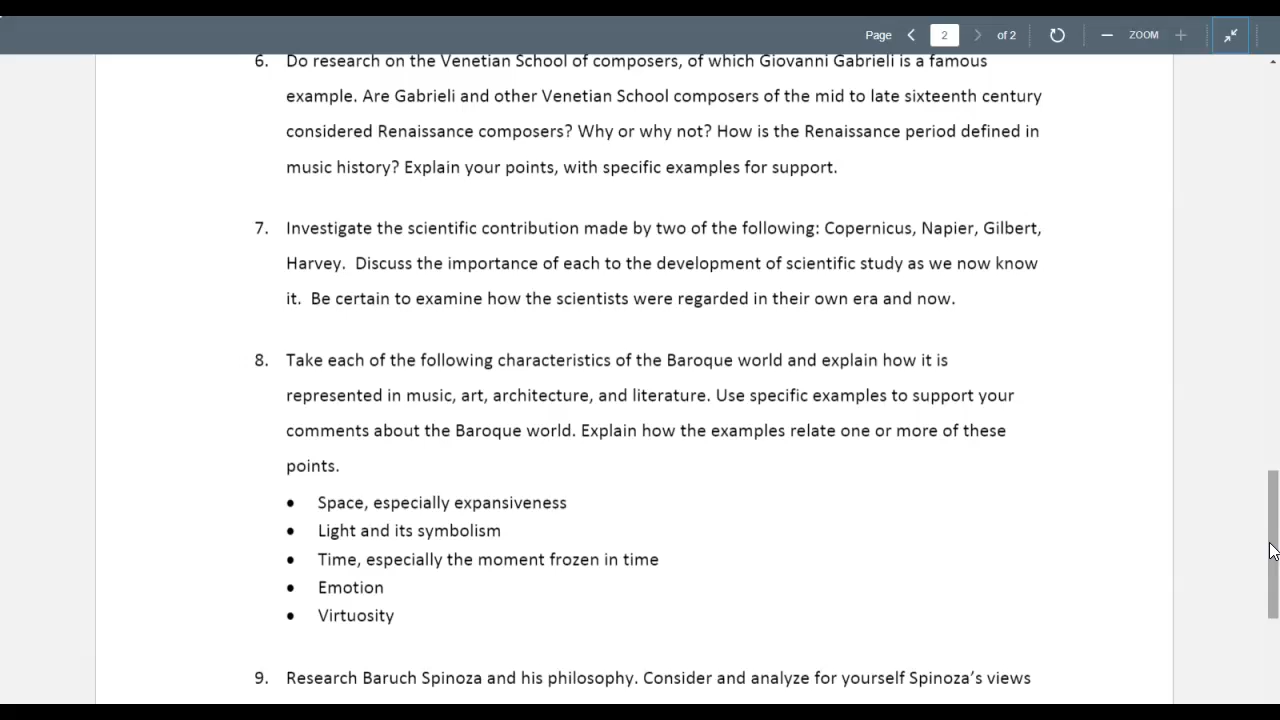 Page 2 of 2 ZOOM
6. Do research on the Venetian School of composers, of which Giovanni Gabrieli is a famous
example. Are Gabrieli and other Venetian School composers of the mid to late sixteenth century
considered Renaissance composers? Why or why not? How is the Renaissance period defined in
music history? Explain your points, with specific examples for support.
7. Investigate the scientific contribution made by two of the following: Copernicus, Napier, Gilbert,
Harvey.  Discuss the importance of each to the development of scientific study as we now know
it.  Be certain to examine how the scientists were regarded in their own era and now.
8. Take each of the following characteristics of the Baroque world and explain how it is
represented in music, art, architecture, and literature. Use specific examples to support your
comments about the Baroque world. Explain how the examples relate one or more of these
points.
• Space, especially expansiveness
• Light and its symbolism
• Time, especially the moment frozen in time
• Emotion
• Virtuosity
9. Research Baruch Spinoza and his philosophy. Consider and analyze for yourself Spinoza’s views